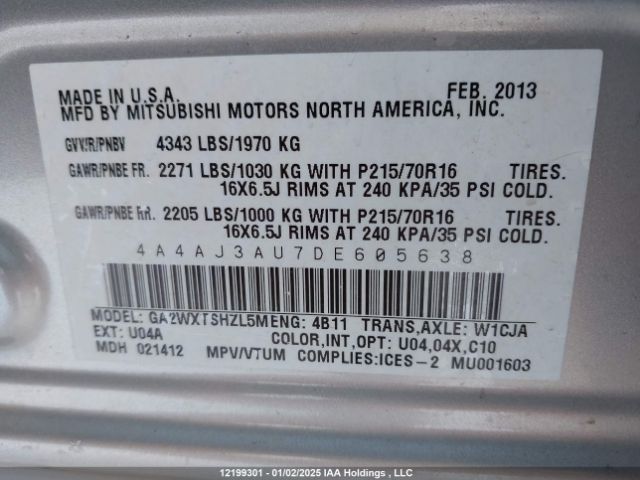 MADE IN U.S.A. FEB. 2013
MFD BY MITSUBISHI MOTORS NORTH AMERICA, INC.
GVWR/PNBV 4343 LBS/1970 KG
GAWR/PNBE FR. 2271 LBS/1030 KG WITH P215/70R16 TIRES.
16X6.5J RIMS AT 240 KPA/35 PSI COLD.
GAWR/PNBE RR. 2205 LBS/1000 KG WITH P215/70R16 TIRES.
16X6.5J RIMS AT 240 KPA/35 PSI COLD.
4A4AJ3AU7DE605638
MODEL: GA2WXTSHZL5M ENG: 4B11 TRANS,AXLE: W1CJA
EXT: U04A COLOR,INT,OPT: U04,04X,C10
MDH 021412 MPV/VTUM COMPLIES:ICES-2 MU001603
12199301 - 01/02/2025 IAA Holdings , LLC